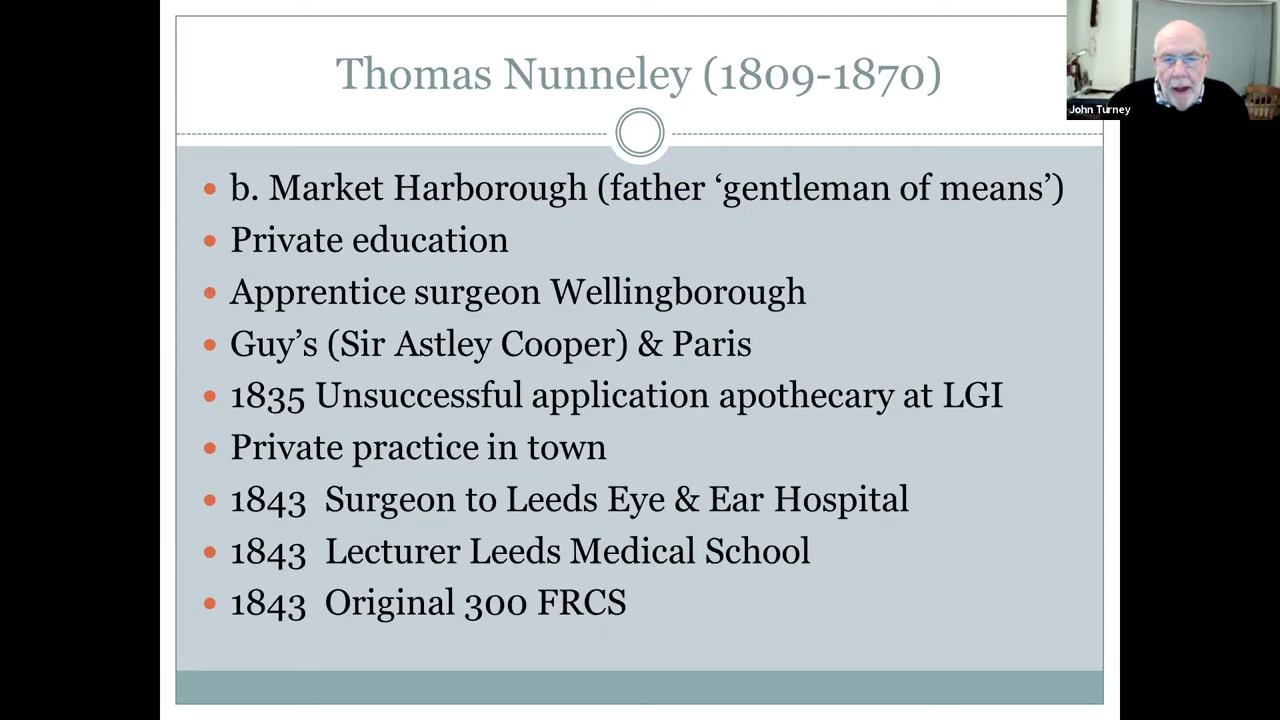 Thomas Nunneley (1809-1870)
John Turney
b. Market Harborough (father ‘gentleman of means’)
Private education
Apprentice surgeon Wellingborough
Guy’s (Sir Astley Cooper) & Paris
1835 Unsuccessful application apothecary at LGI
Private practice in town
1843 Surgeon to Leeds Eye & Ear Hospital
1843 Lecturer Leeds Medical School
1843 Original 300 FRCS